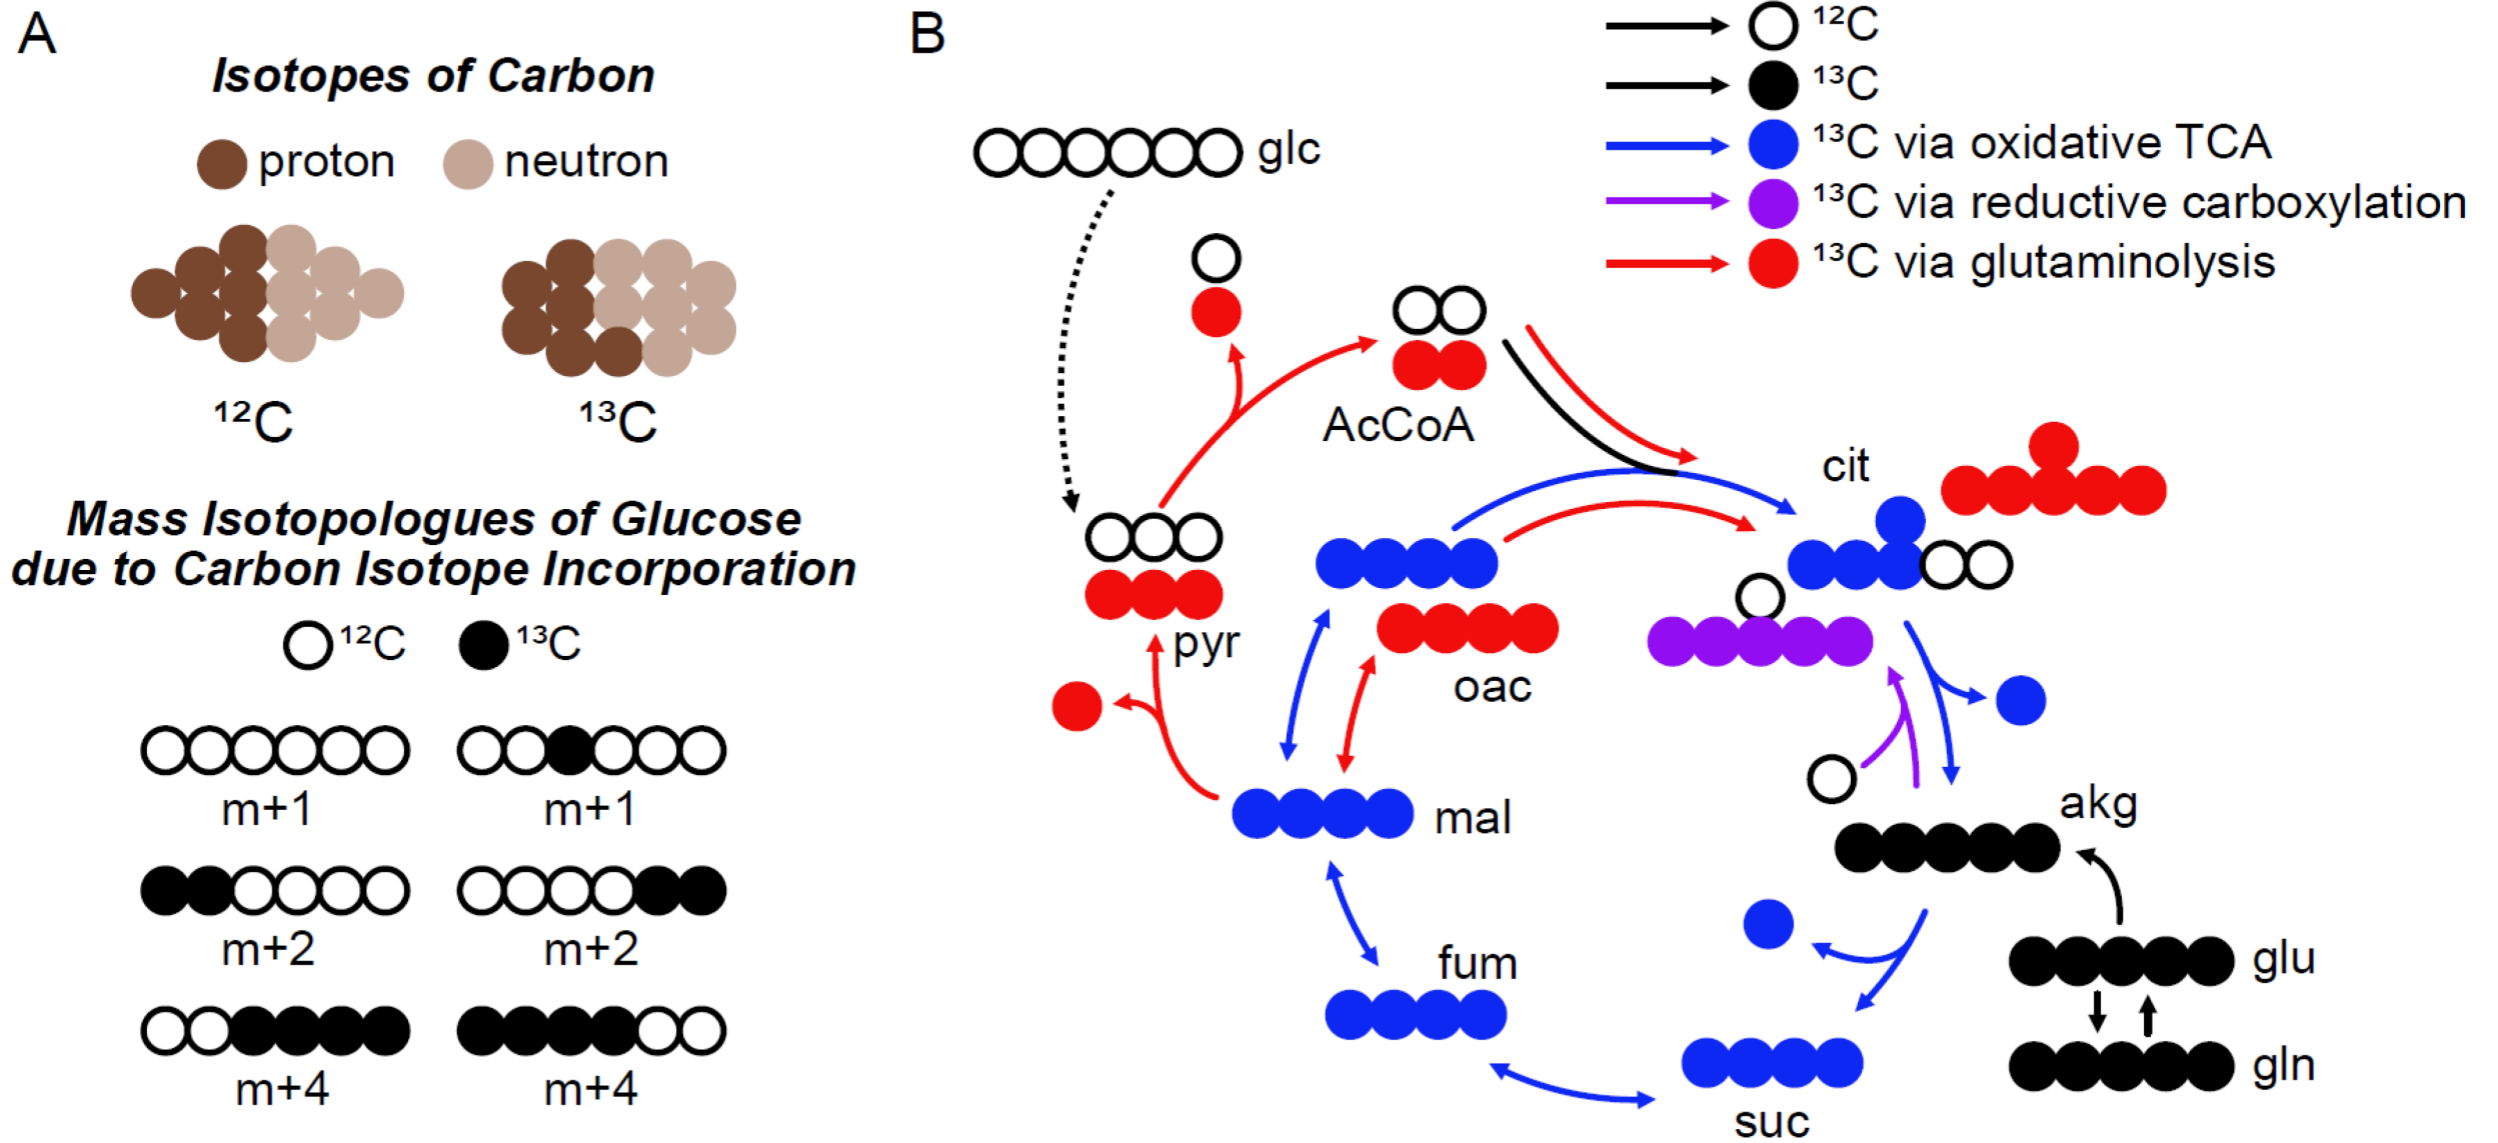 A
Isotopes of Carbon
proton neutron
¹²C ¹³C
Mass Isotopologues of Glucose
due to Carbon Isotope Incorporation
¹²C ¹³C
m+1 m+1
m+2 m+2
m+4 m+4
B
¹²C
¹³C
¹³C via oxidative TCA
¹³C via reductive carboxylation
¹³C via glutaminolysis
glc
AcCoA
cit
pyr
oac
mal
akg
fum
glu
gln
suc